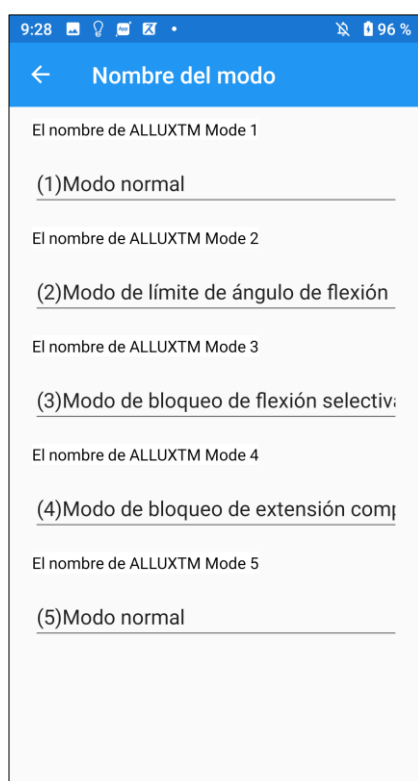 9:28 96 %
Nombre del modo
El nombre de ALLUXTM Mode 1
(1)Modo normal
El nombre de ALLUXTM Mode 2
(2)Modo de límite de ángulo de flexión
El nombre de ALLUXTM Mode 3
(3)Modo de bloqueo de flexión selectiv
El nombre de ALLUXTM Mode 4
(4)Modo de bloqueo de extensión com
El nombre de ALLUXTM Mode 5
(5)Modo normal